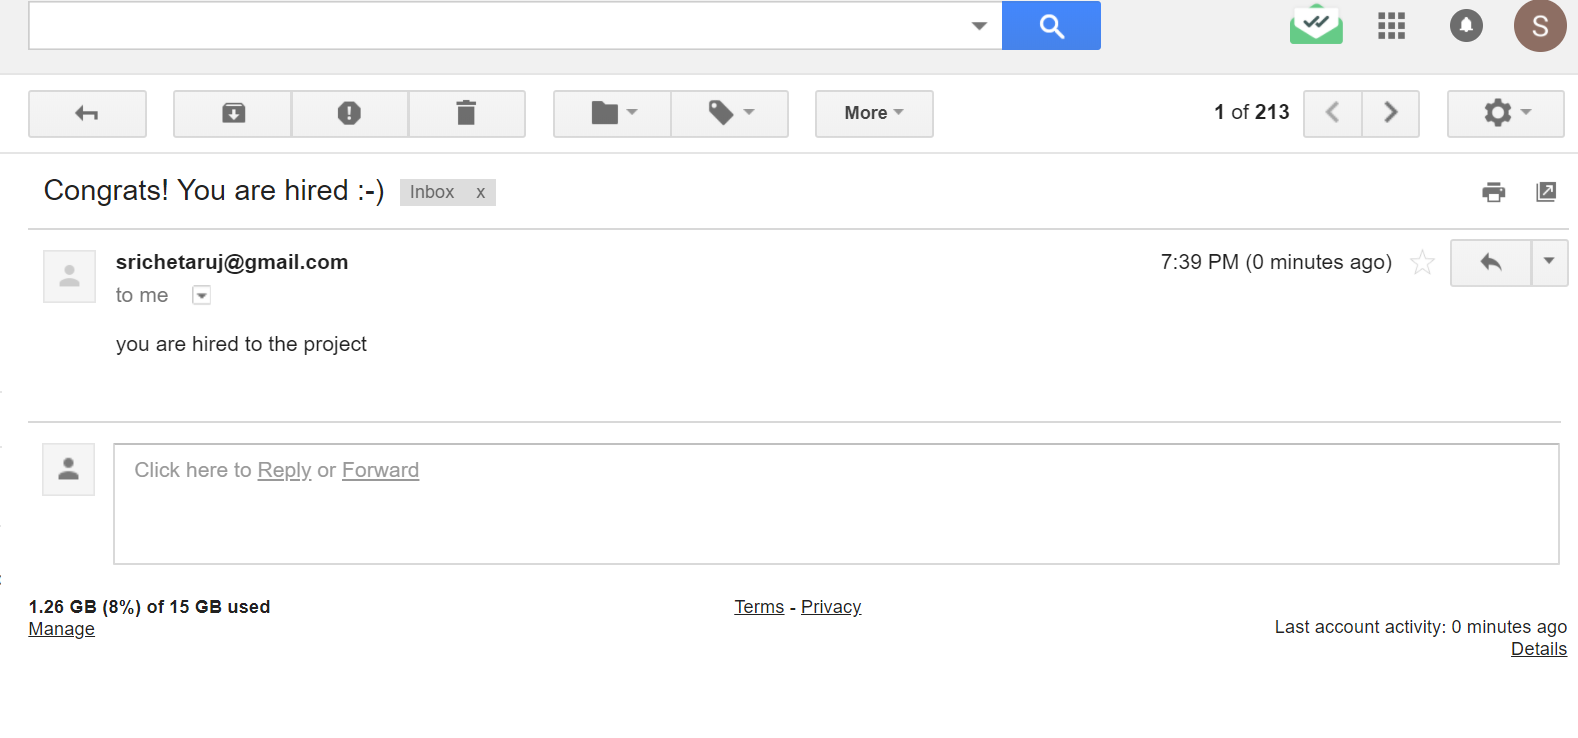 S
More
1 of 213
Congrats! You are hired :-)
Inbox x
srichetaruj@gmail.com
7:39 PM (0 minutes ago)
to me
you are hired to the project
Click here to Reply or Forward
1.26 GB (8%) of 15 GB used
Manage
Terms - Privacy
Last account activity: 0 minutes ago
Details